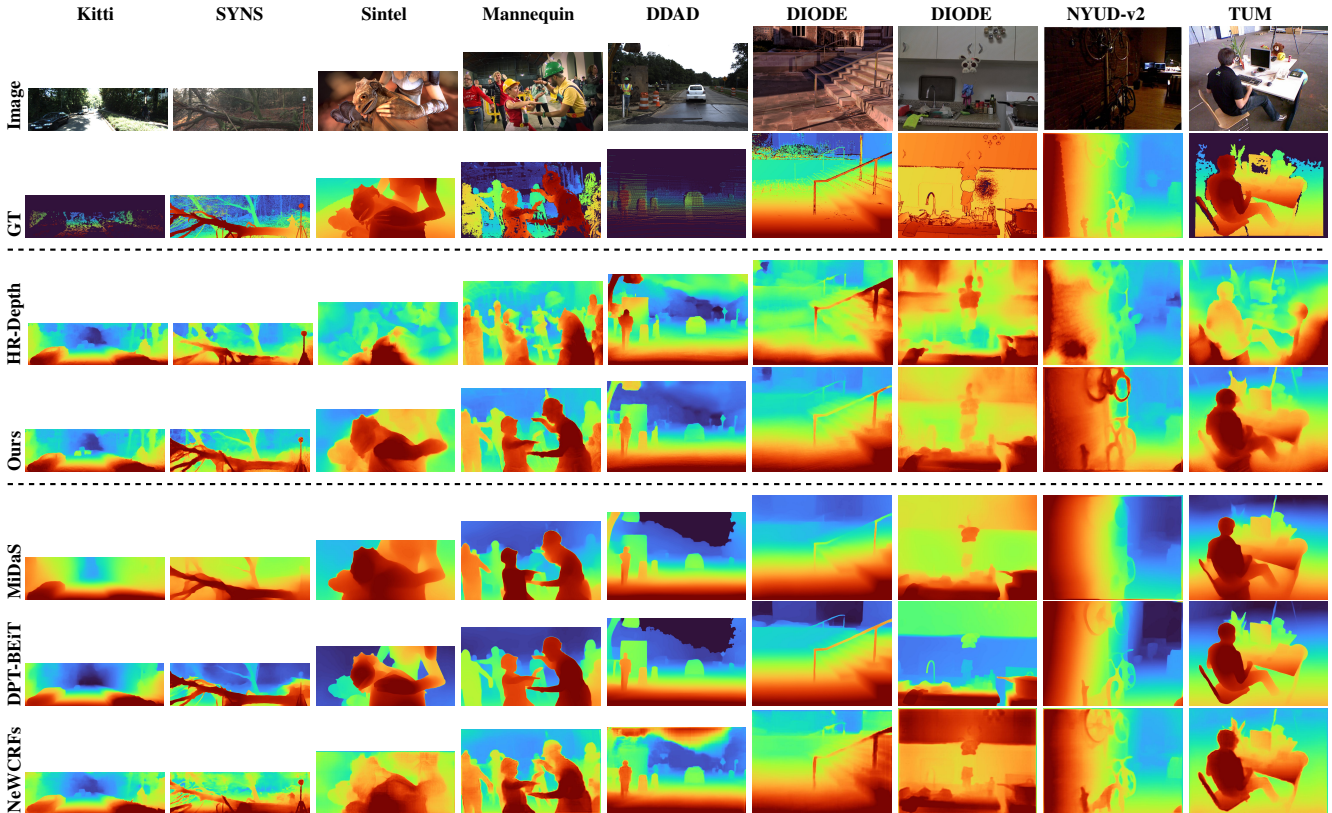 Kitti SYNS Sintel Mannequin DDAD DIODE DIODE NYUD-v2 TUM
Image
GT
HR-Depth
Ours
MiDaS
DPT-BEiT
NeWCRFs